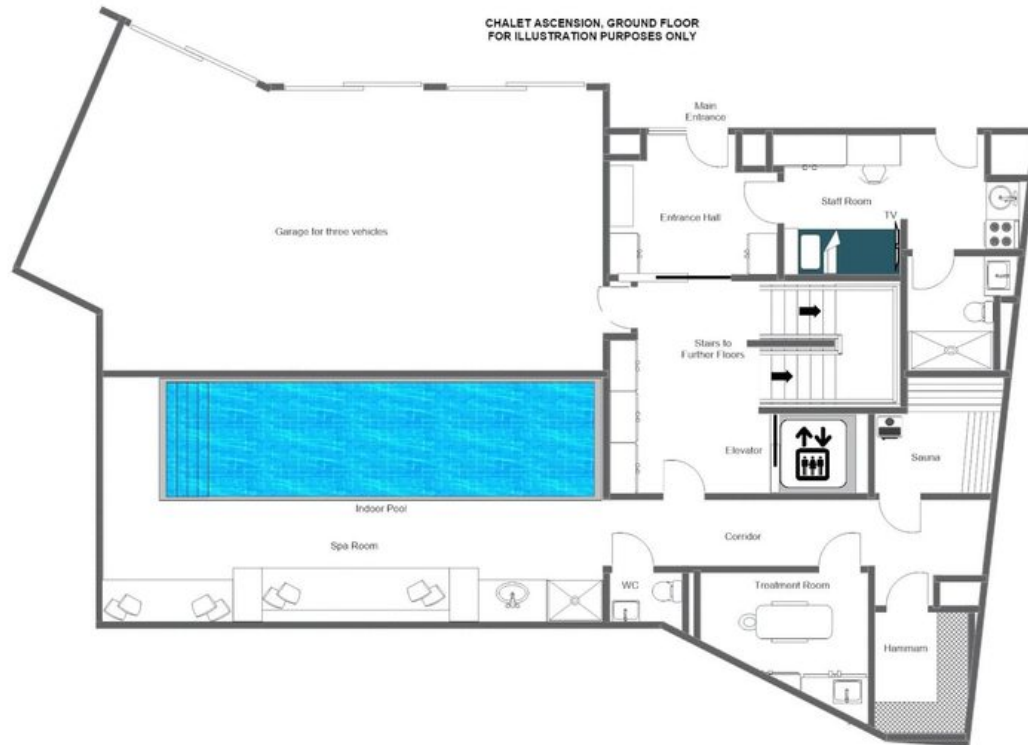 CHALET ASCENSION, GROUND FLOOR
FOR ILLUSTRATION PURPOSES ONLY
Main
Entrance
Staff Room
TV
Entrance Hall
Garage for three vehicles
Stairs to
Further Floors
Elevator
Sauna
Indoor Pool
Spa Room
Corridor
WC
Treatment Room
Hammam